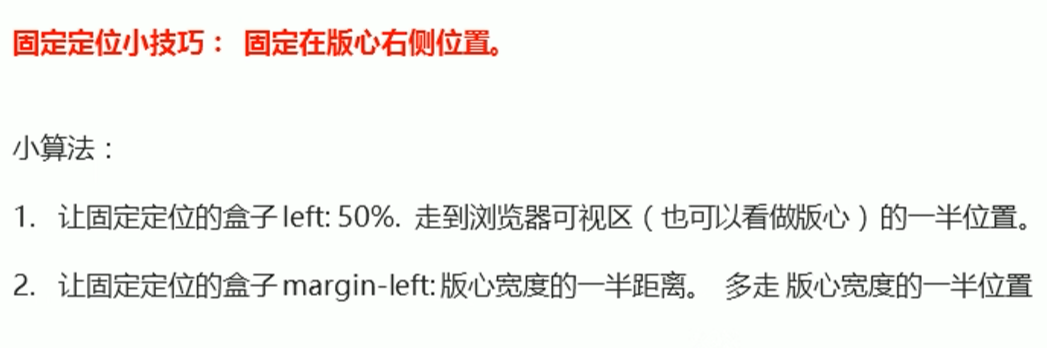 固定定位小技巧： 固定在版心右侧位置。
小算法：
1. 让固定定位的盒子 left: 50%. 走到浏览器可视区（也可以看做版心）的一半位置。
2. 让固定定位的盒子 margin-left: 版心宽度的一半距离。 多走 版心宽度的一半位置